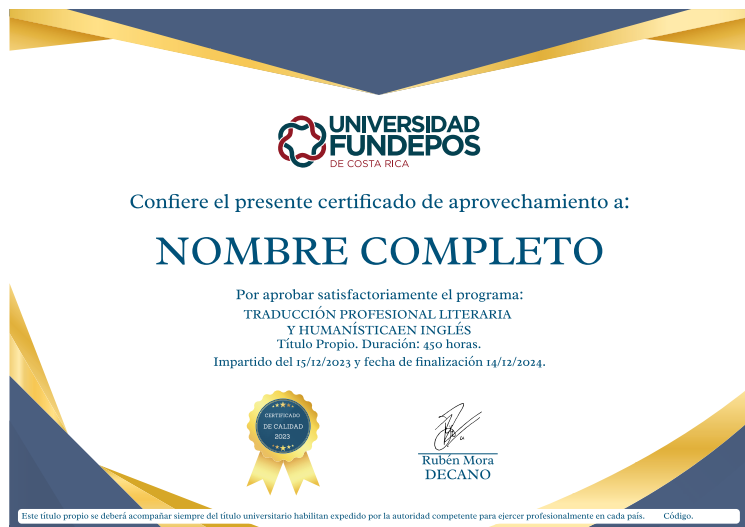 UNIVERSIDAD
FUNDEPOS
DE COSTA RICA
Confiere el presente certificado de aprovechamiento a:
NOMBRE COMPLETO
Por aprobar satisfactoriamente el programa:
TRADUCCIÓN PROFESIONAL LITERARIA
Y HUMANÍSTICAEN INGLÉS
Título Propio. Duración: 450 horas.
Impartido del 15/12/2023 y fecha de finalización 14/12/2024.
CERTIFICADO
DE CALIDAD
2023
Rubén Mora
DECANO
Este título propio se deberá acompañar siempre del título universitario habilitan expedido por la autoridad competente para ejercer profesionalmente en cada país. Código.